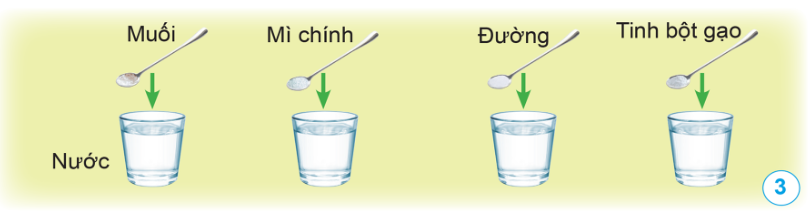 Muối
Mì chính
Đường
Tinh bột gạo
Nước
3